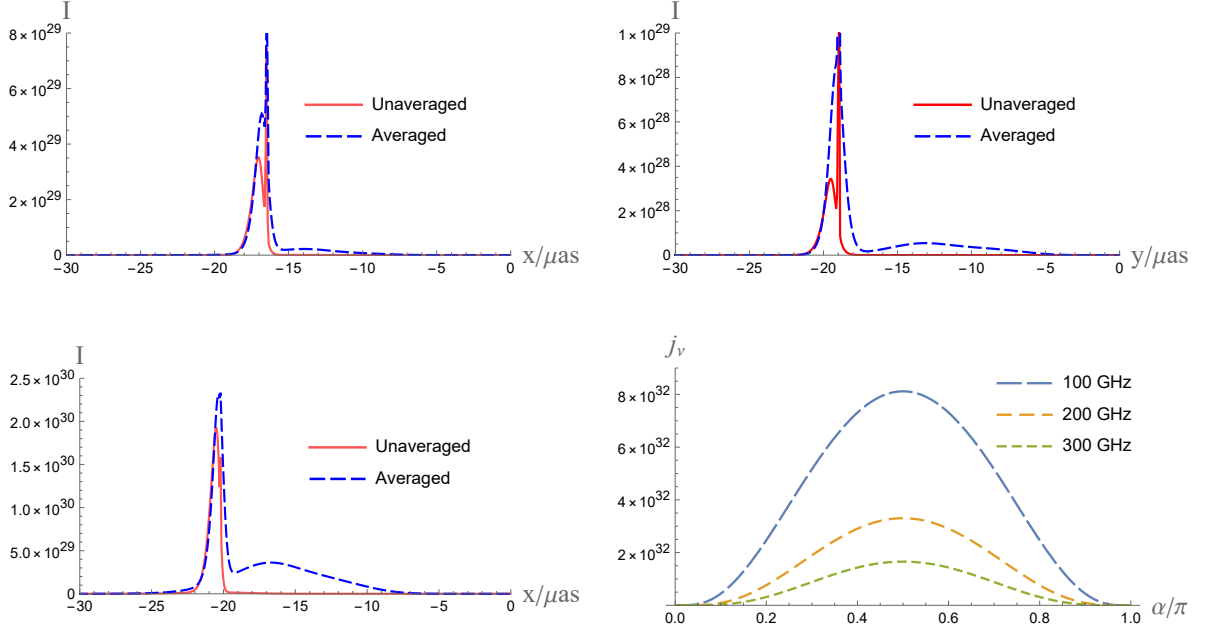 I
8.×10^29
6.×10^29
4.×10^29
2.×10^29
0
-30 -25 -20 -15 -10 -5 0
x/μas
Unaveraged
Averaged
I
1.×10^29
8.×10^28
6.×10^28
4.×10^28
2.×10^28
0
-30 -25 -20 -15 -10 -5 0
y/μas
Unaveraged
Averaged
I
2.5×10^30
2.0×10^30
1.5×10^30
1.0×10^30
5.0×10^29
0
-30 -25 -20 -15 -10 -5 0
x/μas
Unaveraged
Averaged
j_ν
8.×10^32
6.×10^32
4.×10^32
2.×10^32
0.0 0.2 0.4 0.6 0.8 1.0
α/π
100 GHz
200 GHz
300 GHz